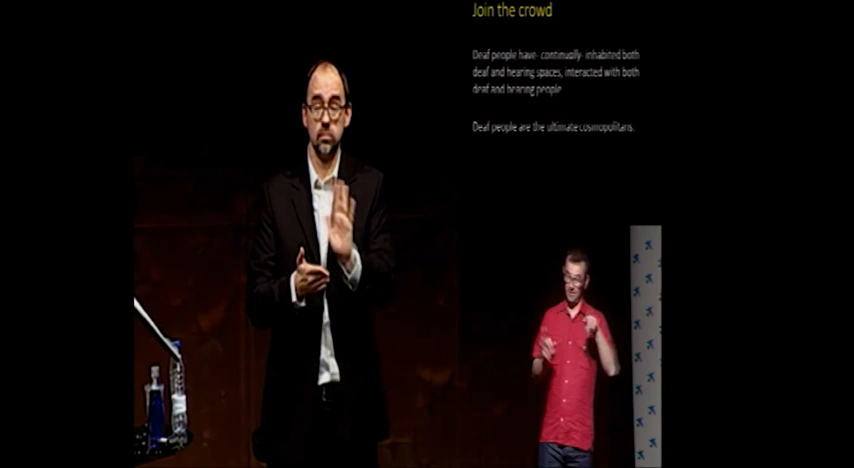 Join the crowd
Deaf people have- continually- inhabited both
deaf and hearing spaces, interacted with both
deaf and hearing people
Deaf people are the ultimate cosmopolitans.